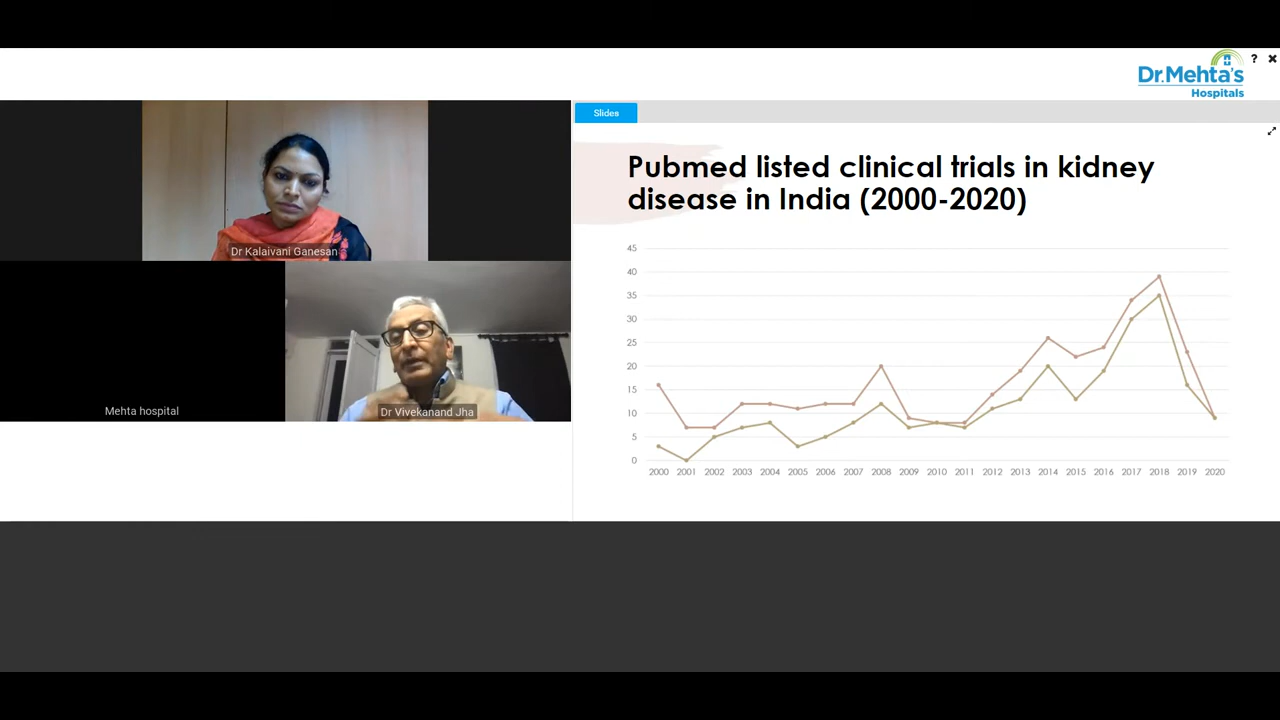 Dr.Mehta's
Hospitals
? ✖
Slides
Dr Kalaivani Ganesan
Mehta hospital
Dr Vivekanand Jha
Pubmed listed clinical trials in kidney
disease in India (2000-2020)
45
40
35
30
25
20
15
10
5
0
2000 2001 2002 2003 2004 2005 2006 2007 2008 2009 2010 2011 2012 2013 2014 2015 2016 2017 2018 2019 2020